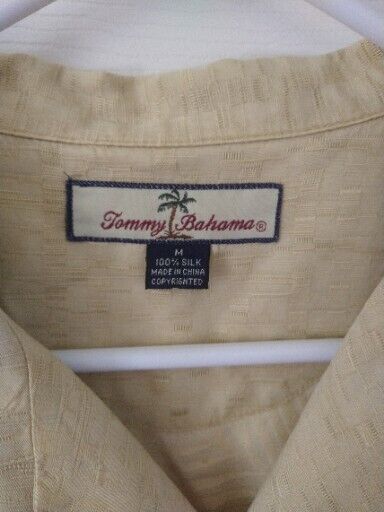 Tommy Bahama®
M
100% SILK
MADE IN CHINA
COPYRIGHTED